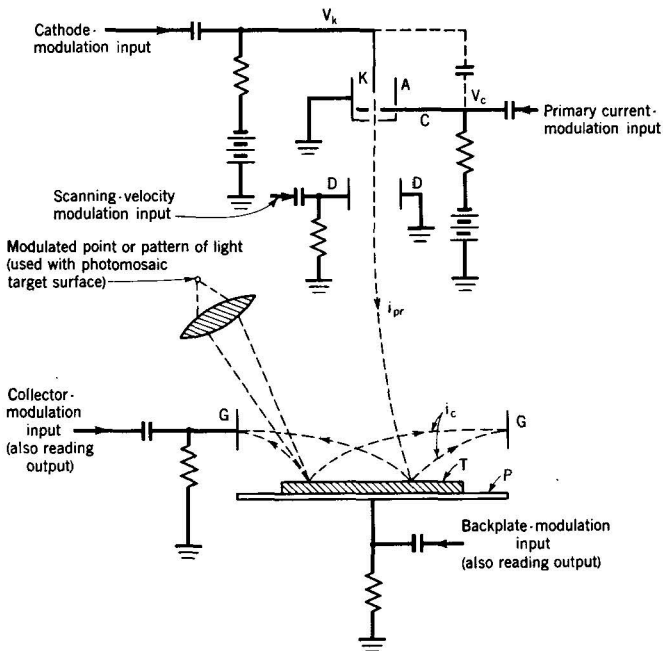 Cathode-
modulation input
V_k
K
A
V_c
C
Primary current-
modulation input
Scanning-velocity
modulation input
D
D
Modulated point or pattern of light
(used with photomosaic
target surface)
i_pr
Collector-
modulation
input
(also reading
output)
G
i_c
G
T
P
Backplate-modulation
input
(also reading output)